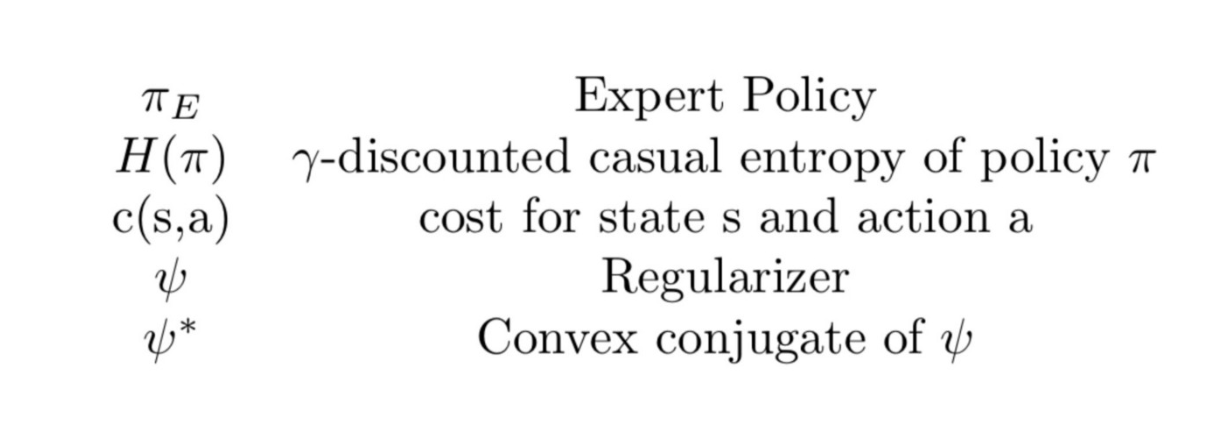 π_E Expert Policy
H(π) γ-discounted casual entropy of policy π
c(s,a) cost for state s and action a
ψ Regularizer
ψ* Convex conjugate of ψ